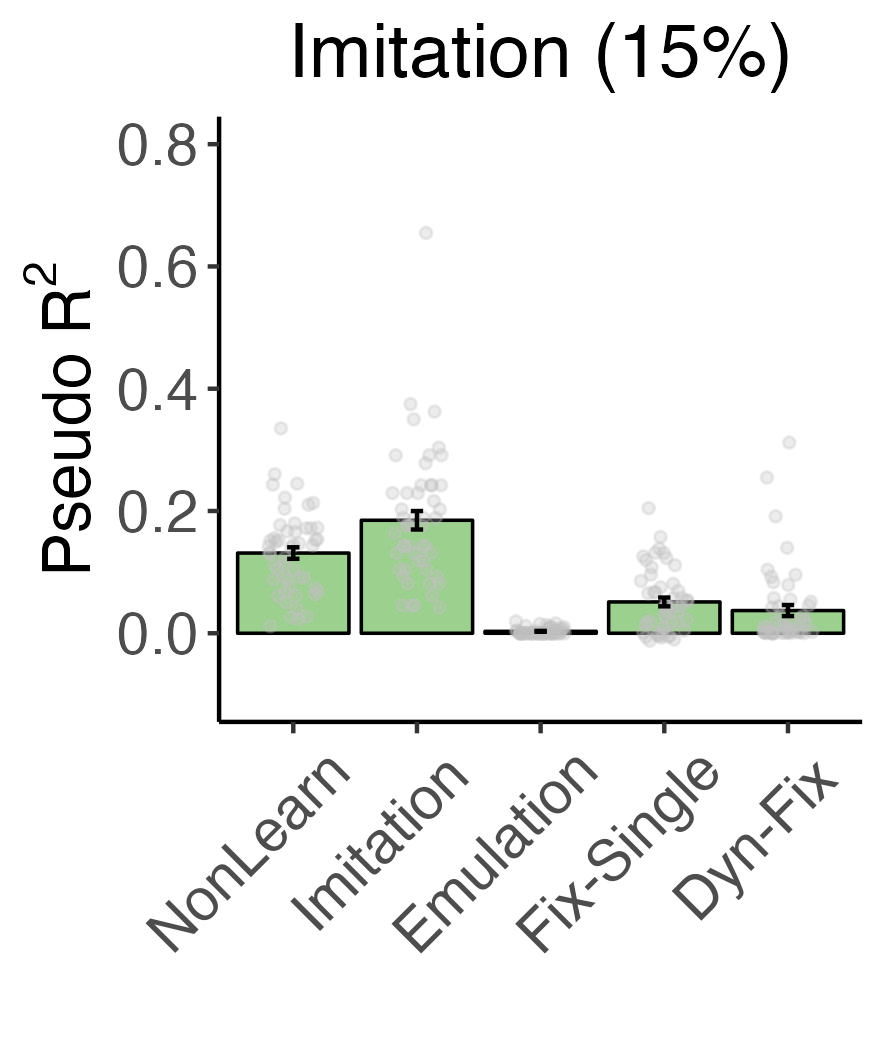 Imitation (15%)
Pseudo R²
0.8
0.6
0.4
0.2
0.0
NonLearn
Imitation
Emulation
Fix-Single
Dyn-Fix